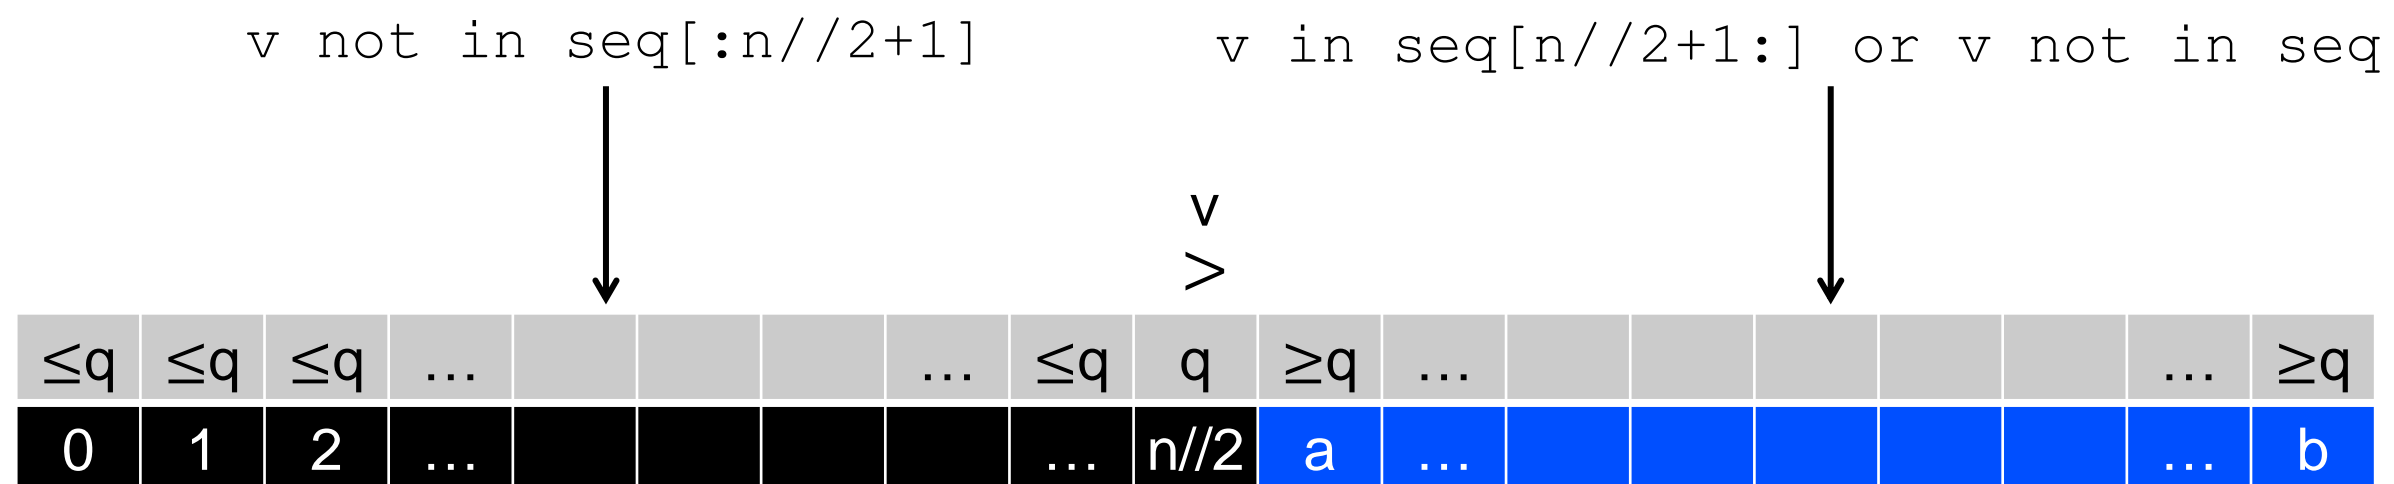 v not in seq[:n//2+1] v in seq[n//2+1:] or v not in seq
v
>
≤q ≤q ≤q … … ≤q q ≥q … … ≥q
0 1 2 … … n//2 a … … b